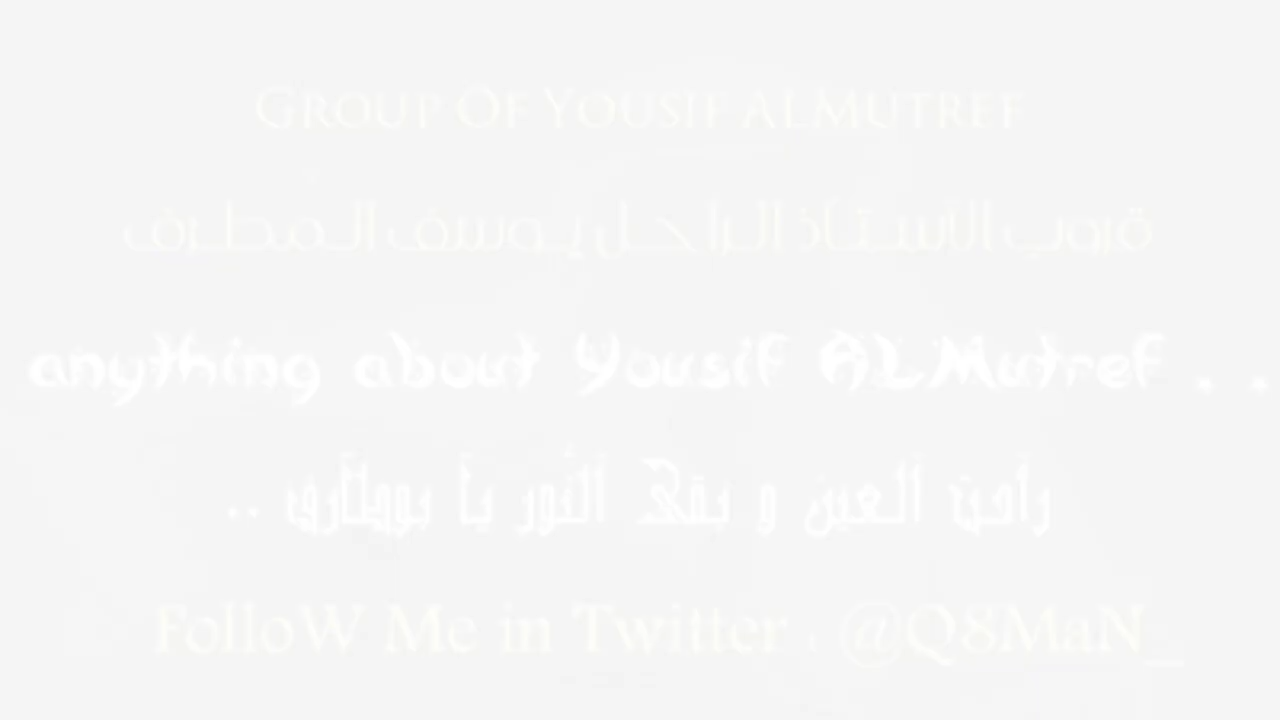 GROUP OF YOUSIF ALMUTREF
قروب الأستاذ الراحل يوسف المطرف
anything about Yousif ALMutref . .
راحت العين و بقى النور يا بوطارق ..
FolloW Me in Twitter : @Q8MaN_